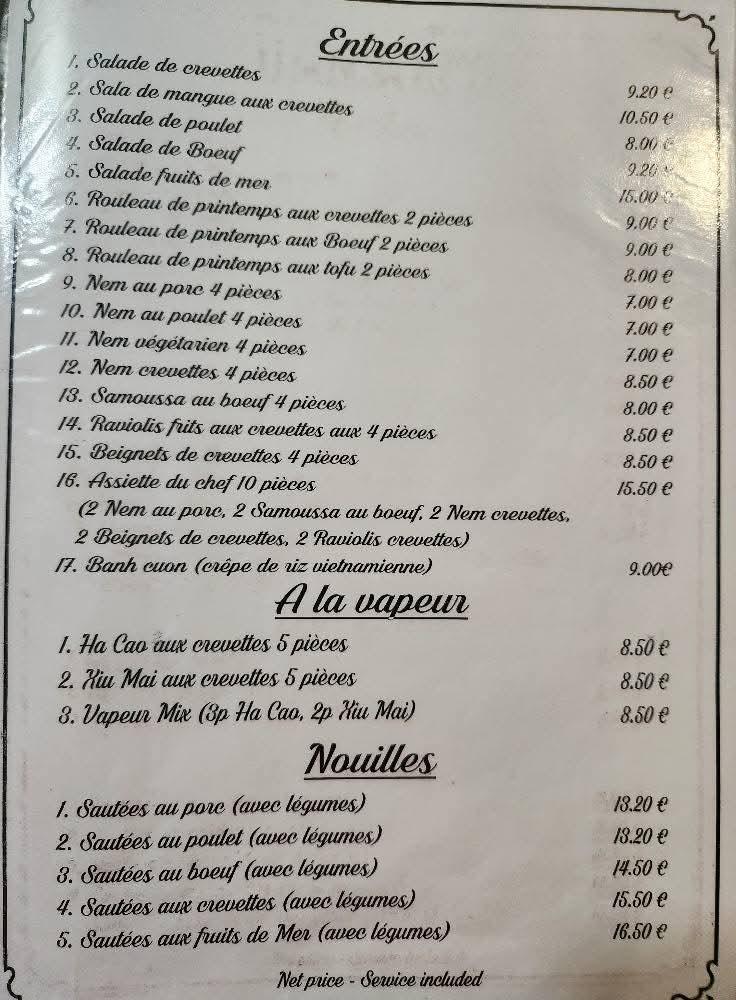 Entrées
1. Salade de crevettes 9.20 €
2. Sala de mangue aux crevettes 10.50 €
3. Salade de poulet 8.00 €
4. Salade de Boeuf 9.20
5. Salade fruits de mer 15.00 €
6. Rouleau de printemps aux crevettes 2 pièces 9.00 €
7. Rouleau de printemps aux Boeuf 2 pièces 9.00 €
8. Rouleau de printemps aux tofu 2 pièces 8.00 €
9. Nem au porc 4 pièces 7.00 €
10. Nem au poulet 4 pièces 7.00 €
11. Nem végétarien 4 pièces 7.00 €
12. Nem crevettes 4 pièces 8.50 €
13. Samoussa au boeuf 4 pièces 8.00 €
14. Raviolis frits aux crevettes aux 4 pièces 8.50 €
15. Beignets de crevettes 4 pièces 8.50 €
16. Assiette du chef 10 pièces 15.50 €
(2 Nem au porc, 2 Samoussa au boeuf, 2 Nem crevettes,
2 Beignets de crevettes, 2 Raviolis crevettes)
17. Banh cuon (crêpe de riz vietnamienne) 9.00€
A la vapeur
1. Ha Cao aux crevettes 5 pièces 8.50 €
2. Xiu Mai aux crevettes 5 pièces 8.50 €
3. Vapeur Mix (3p Ha Cao, 2p Xiu Mai) 8.50 €
Nouilles
1. Sautées au porc (avec légumes) 13.20 €
2. Sautées au poulet (avec légumes) 13.20 €
3. Sautées au boeuf (avec légumes) 14.50 €
4. Sautées aux crevettes (avec légumes) 15.50 €
5. Sautées aux fruits de Mer (avec légumes) 16.50 €
Net price - Service included